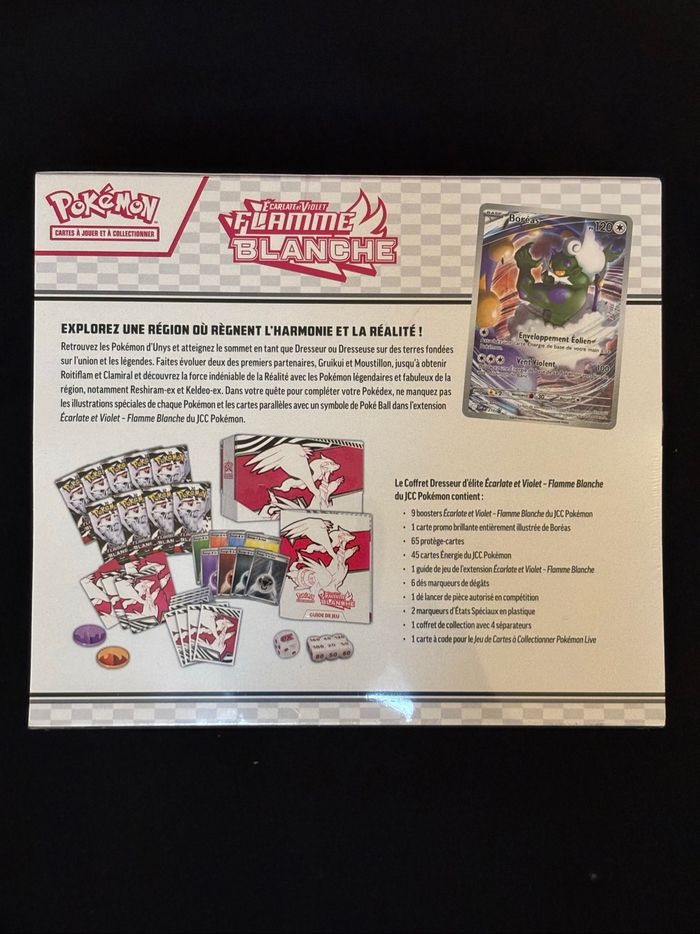 POKÉMON
CARTES À JOUER ET À COLLECTIONNER
ÉCARLATE ET VIOLET
FLAMME
BLANCHE
BASE
Boréas
PV 120
Enveloppement Éolien
Vent Violent
100
EXPLOREZ UNE RÉGION OÙ RÈGNENT L'HARMONIE ET LA RÉALITÉ !
Retrouvez les Pokémon d'Unys et atteignez le sommet en tant que Dresseur ou Dresseuse sur des terres fondées
sur l'union et les légendes. Faites évoluer deux des premiers partenaires, Gruikui et Moustillon, jusqu'à obtenir
Roitiflam et Clamiral et découvrez la force indéniable de la Réalité avec les Pokémon légendaires et fabuleux de la
région, notamment Reshiram-ex et Keldeo-ex. Dans votre quête pour compléter votre Pokédex, ne manquez pas
les illustrations spéciales de chaque Pokémon et les cartes parallèles avec un symbole de Poké Ball dans l'extension
Écarlate et Violet – Flamme Blanche du JCC Pokémon.
Le Coffret Dresseur d'élite Écarlate et Violet – Flamme Blanche
du JCC Pokémon contient :
• 9 boosters Écarlate et Violet – Flamme Blanche du JCC Pokémon
• 1 carte promo brillante entièrement illustrée de Boréas
• 65 protège-cartes
• 45 cartes Énergie du JCC Pokémon
• 1 guide de jeu de l'extension Écarlate et Violet – Flamme Blanche
• 6 dés marqueurs de dégâts
• 1 dé lancer de pièce autorisé en compétition
• 2 marqueurs d'États Spéciaux en plastique
• 1 coffret de collection avec 4 séparateurs
• 1 carte à code pour le Jeu de Cartes à Collectionner Pokémon Live
FLAMME
BLANCHE
GUIDE DE JEU